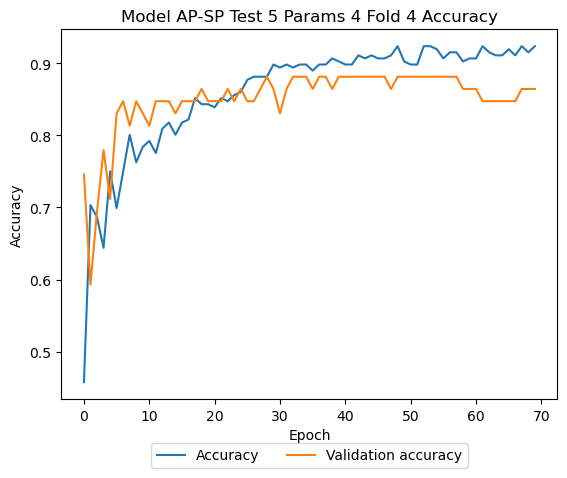 Model AP-SP Test 5 Params 4 Fold 4 Accuracy
Accuracy
0.9
0.8
0.7
0.6
0.5
0 10 20 30 40 50 60 70
Epoch
Accuracy Validation accuracy